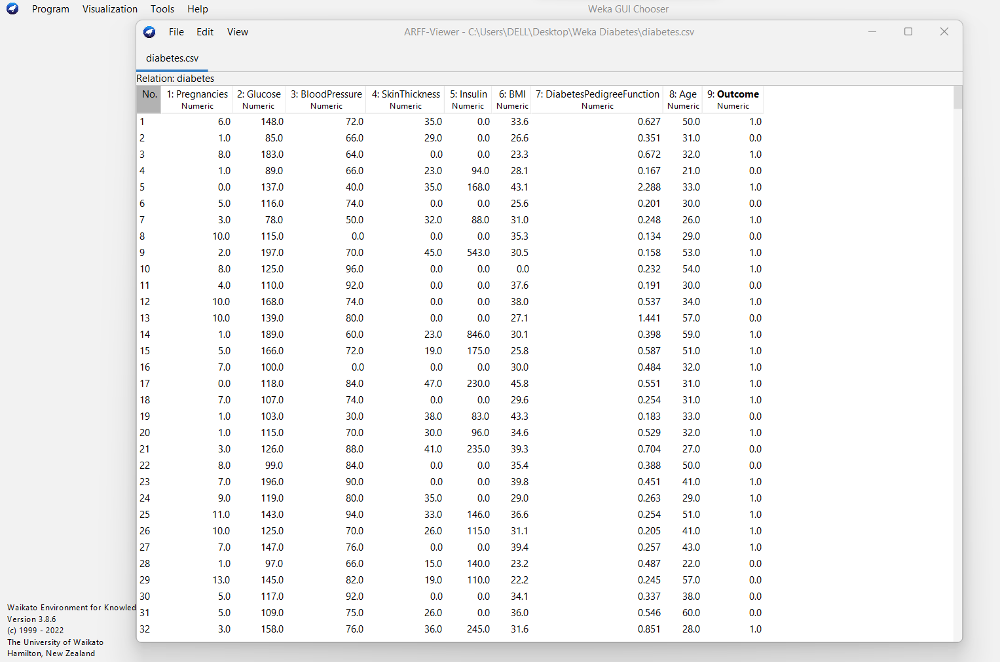 Program Visualization Tools Help Weka GUI Chooser
File Edit View ARFF-Viewer - C:\Users\DELL\Desktop\Weka Diabetes\diabetes.csv
diabetes.csv
Relation: diabetes
No. 1: Pregnancies 2: Glucose 3: BloodPressure 4: SkinThickness 5: Insulin 6: BMI 7: DiabetesPedigreeFunction 8: Age 9: Outcome
Numeric Numeric Numeric Numeric Numeric Numeric Numeric Numeric Numeric
1 6.0 148.0 72.0 35.0 0.0 33.6 0.627 50.0 1.0
2 1.0 85.0 66.0 29.0 0.0 26.6 0.351 31.0 0.0
3 8.0 183.0 64.0 0.0 0.0 23.3 0.672 32.0 1.0
4 1.0 89.0 66.0 23.0 94.0 28.1 0.167 21.0 0.0
5 0.0 137.0 40.0 35.0 168.0 43.1 2.288 33.0 1.0
6 5.0 116.0 74.0 0.0 0.0 25.6 0.201 30.0 0.0
7 3.0 78.0 50.0 32.0 88.0 31.0 0.248 26.0 1.0
8 10.0 115.0 0.0 0.0 0.0 35.3 0.134 29.0 0.0
9 2.0 197.0 70.0 45.0 543.0 30.5 0.158 53.0 1.0
10 8.0 125.0 96.0 0.0 0.0 0.0 0.232 54.0 1.0
11 4.0 110.0 92.0 0.0 0.0 37.6 0.191 30.0 0.0
12 10.0 168.0 74.0 0.0 0.0 38.0 0.537 34.0 1.0
13 10.0 139.0 80.0 0.0 0.0 27.1 1.441 57.0 0.0
14 1.0 189.0 60.0 23.0 846.0 30.1 0.398 59.0 1.0
15 5.0 166.0 72.0 19.0 175.0 25.8 0.587 51.0 1.0
16 7.0 100.0 0.0 0.0 0.0 30.0 0.484 32.0 1.0
17 0.0 118.0 84.0 47.0 230.0 45.8 0.551 31.0 1.0
18 7.0 107.0 74.0 0.0 0.0 29.6 0.254 31.0 1.0
19 1.0 103.0 30.0 38.0 83.0 43.3 0.183 33.0 0.0
20 1.0 115.0 70.0 30.0 96.0 34.6 0.529 32.0 1.0
21 3.0 126.0 88.0 41.0 235.0 39.3 0.704 27.0 0.0
22 8.0 99.0 84.0 0.0 0.0 35.4 0.388 50.0 0.0
23 7.0 196.0 90.0 0.0 0.0 39.8 0.451 41.0 1.0
24 9.0 119.0 80.0 35.0 0.0 29.0 0.263 29.0 1.0
25 11.0 143.0 94.0 33.0 146.0 36.6 0.254 51.0 1.0
26 10.0 125.0 70.0 26.0 115.0 31.1 0.205 41.0 1.0
27 7.0 147.0 76.0 0.0 0.0 39.4 0.257 43.0 1.0
28 1.0 97.0 66.0 15.0 140.0 23.2 0.487 22.0 0.0
29 13.0 145.0 82.0 19.0 110.0 22.2 0.245 57.0 0.0
30 5.0 117.0 92.0 0.0 0.0 34.1 0.337 38.0 0.0
31 5.0 109.0 75.0 26.0 0.0 36.0 0.546 60.0 0.0
32 3.0 158.0 76.0 36.0 245.0 31.6 0.851 28.0 1.0
Waikato Environment for Knowled
Version 3.8.6
(c) 1999 - 2022
The University of Waikato
Hamilton, New Zealand